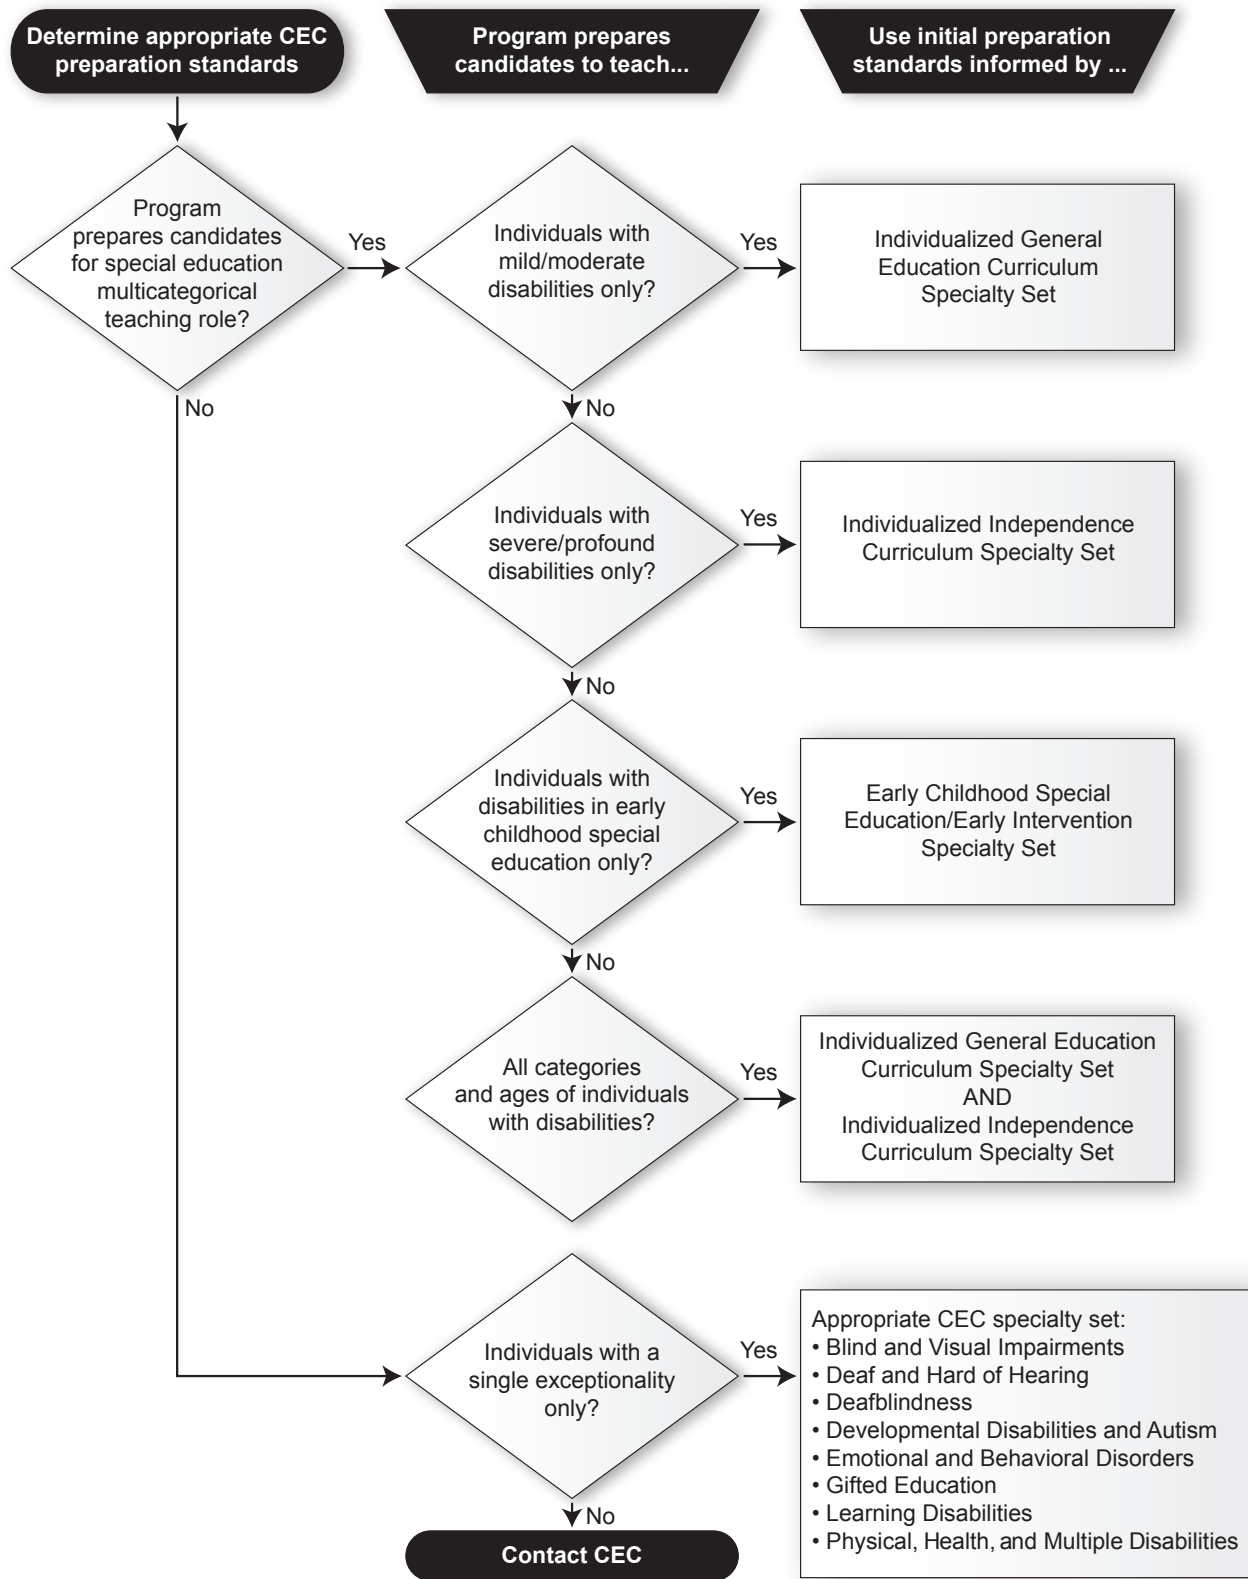 Determine appropriate CEC
preparation standards
Program prepares
candidates to teach...
Use initial preparation
standards informed by ...
Program
prepares candidates
for special education
multicategorical
teaching role?
Yes
No
Individuals with
mild/moderate
disabilities only?
Yes
Individualized General
Education Curriculum
Specialty Set
No
Individuals with
severe/profound
disabilities only?
Yes
Individualized Independence
Curriculum Specialty Set
No
Individuals with
disabilities in early
childhood special
education only?
Yes
Early Childhood Special
Education/Early Intervention
Specialty Set
No
All categories
and ages of individuals
with disabilities?
Yes
Individualized General Education
Curriculum Specialty Set
AND
Individualized Independence
Curriculum Specialty Set
Individuals with a
single exceptionality
only?
Yes
Appropriate CEC specialty set:
• Blind and Visual Impairments
• Deaf and Hard of Hearing
• Deafblindness
• Developmental Disabilities and Autism
• Emotional and Behavioral Disorders
• Gifted Education
• Learning Disabilities
• Physical, Health, and Multiple Disabilities
No
Contact CEC